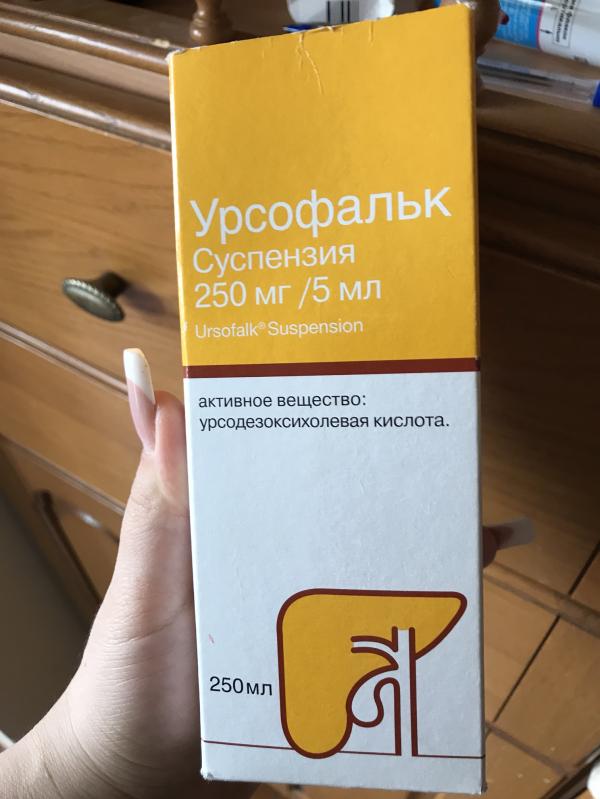 Урсофальк
Суспензия
250 мг /5 мл
Ursofalk® Suspension
активное вещество:
урсодезоксихолевая кислота.
250мл